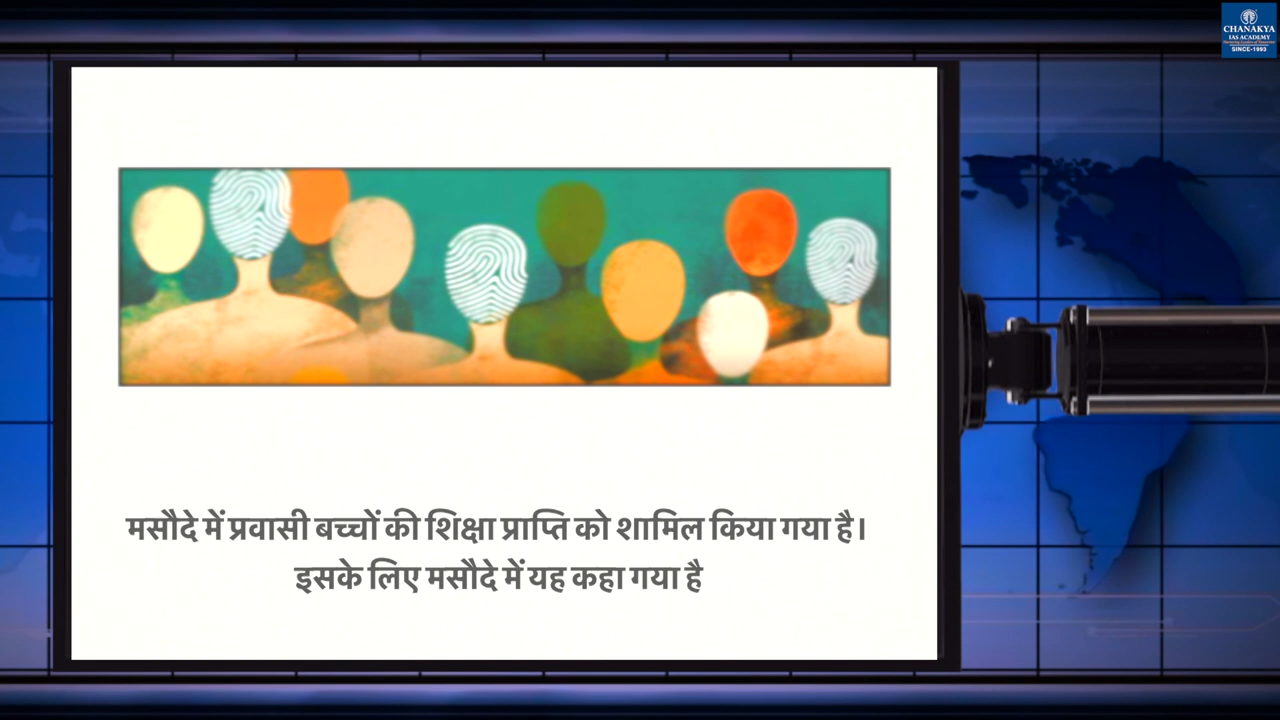 CHANAKYA
IAS ACADEMY
SINCE-1993
मसौदे में प्रवासी बच्चों की शिक्षा प्राप्ति को शामिल किया गया है।
इसके लिए मसौदे में यह कहा गया है